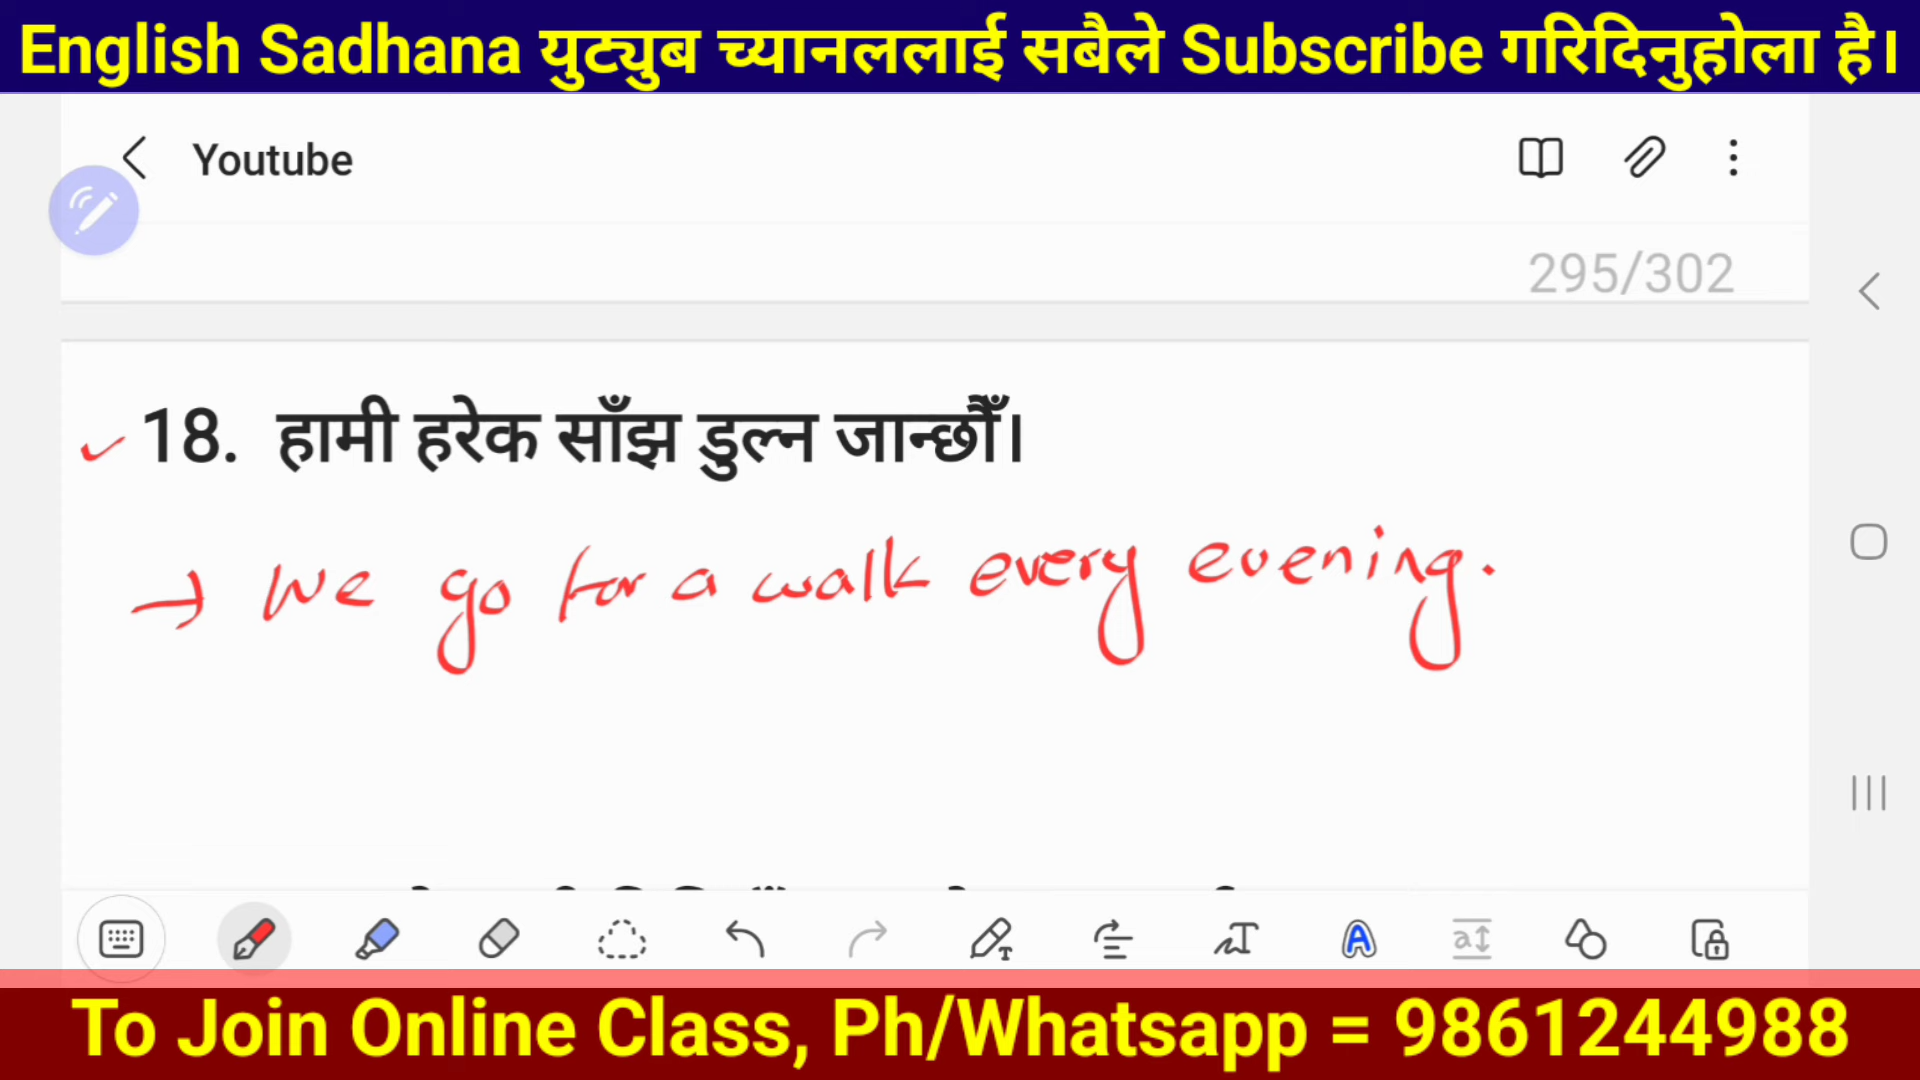 English Sadhana युट्युब च्यानललाई सबैले Subscribe गरिदिनुहोला है।
Youtube
295/302
18. हामी हरेक साँझ डुल्न जान्छौँ।
→ We go for a walk every evening.
To Join Online Class, Ph/Whatsapp = 9861244988